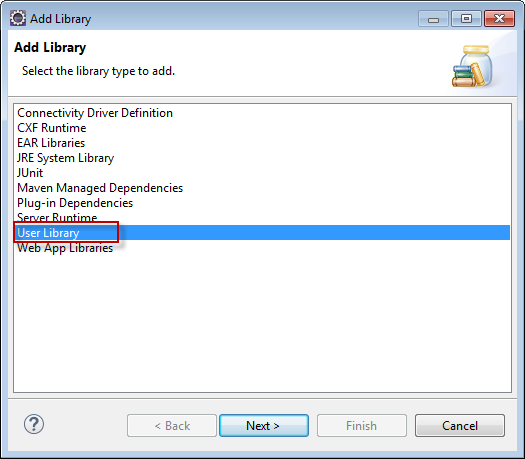 Add Library
Add Library
Select the library type to add.
Connectivity Driver Definition
CXF Runtime
EAR Libraries
JRE System Library
JUnit
Maven Managed Dependencies
Plug-in Dependencies
Server Runtime
User Library
Web App Libraries
? < Back Next > Finish Cancel